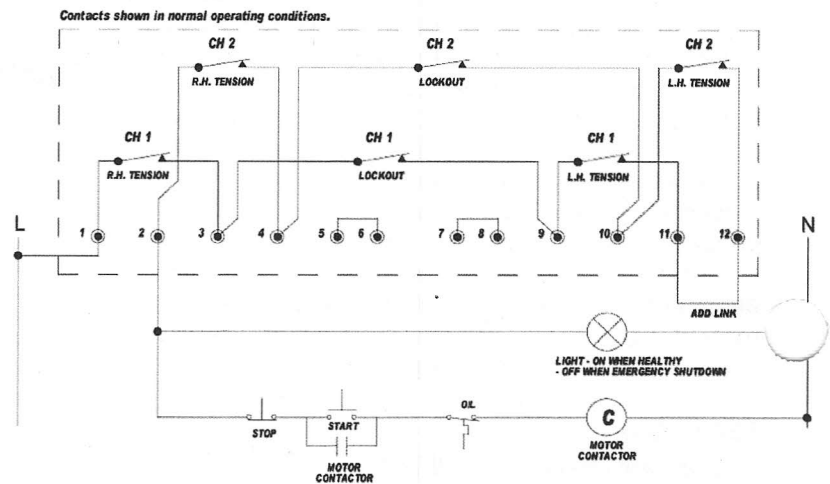 Contacts shown in normal operating conditions.
CH 2
CH 2
CH 2
R.H. TENSION
LOCKOUT
L.H. TENSION
CH 1
CH 1
CH 1
R.H. TENSION
LOCKOUT
L.H. TENSION
L
N
1
2
3
4
5
6
7
8
9
10
11
12
ADD LINK
LIGHT - ON WHEN HEALTHY
- OFF WHEN EMERGENCY SHUTDOWN
O/L
C
STOP
START
MOTOR
CONTACTOR
MOTOR
CONTACTOR